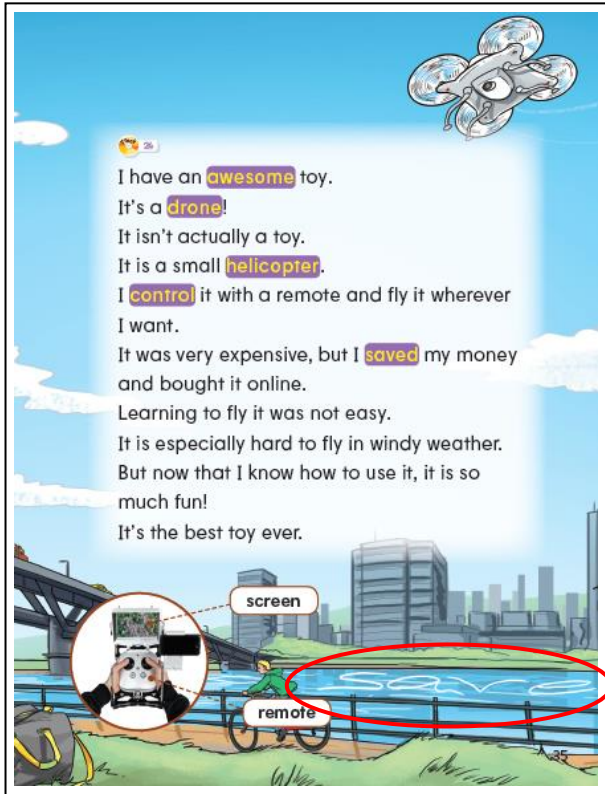 26
I have an awesome toy.
It's a drone!
It isn't actually a toy.
It is a small helicopter.
I control it with a remote and fly it wherever
I want.
It was very expensive, but I saved my money
and bought it online.
Learning to fly it was not easy.
It is especially hard to fly in windy weather.
But now that I know how to use it, it is so
much fun!
It's the best toy ever.
screen
save
remote
35